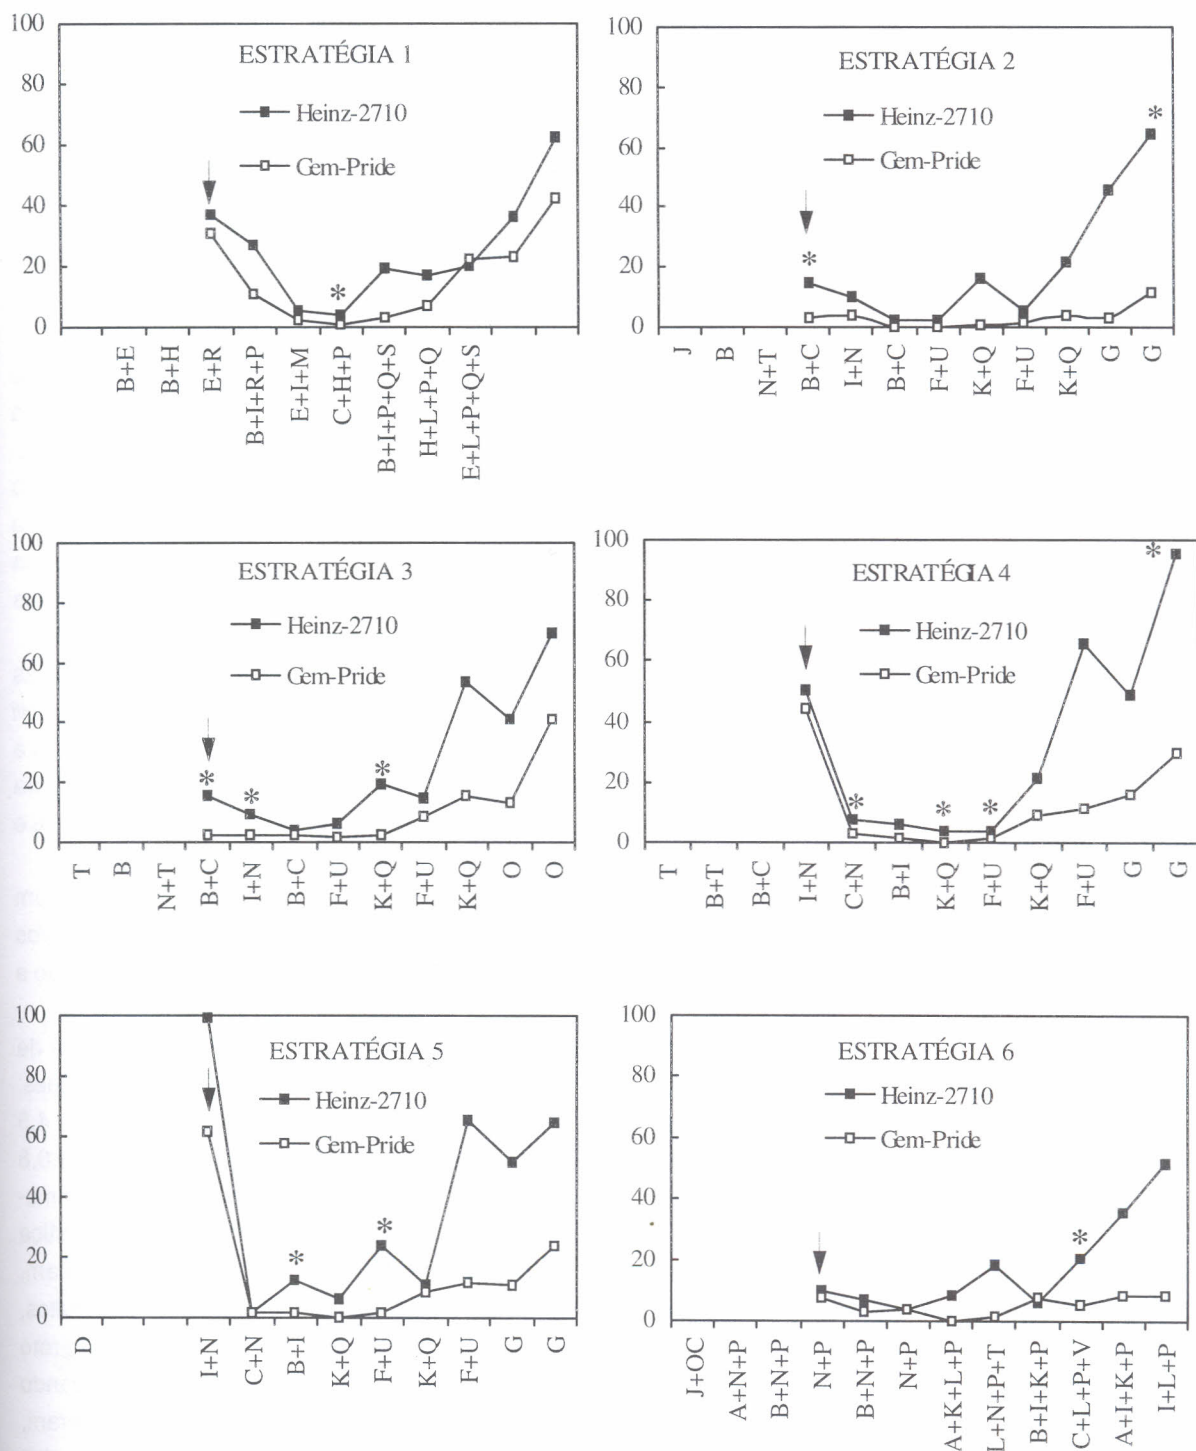 ESTRATÉGIA 1
Heinz-2710
Gem-Pride
100
80
60
40
20
0
B+E
B+H
E+R
B+I+R+P
E+I+M
C+H+P
B+I+P+Q+S
H+L+P+Q
E+L+P+Q+S
*
ESTRATÉGIA 2
Heinz-2710
Gem-Pride
100
80
60
40
20
0
J
B
N+T
B+C
I+N
B+C
F+U
K+Q
F+U
K+Q
G
G
*
*
ESTRATÉGIA 3
Heinz-2710
Gem-Pride
100
80
60
40
20
0
T
B
N+T
B+C
I+N
B+C
F+U
K+Q
F+U
K+Q
O
O
*
*
*
ESTRATÉGIA 4
Heinz-2710
Gem-Pride
100
80
60
40
20
0
T
B+T
B+C
I+N
C+N
B+I
K+Q
F+U
K+Q
F+U
G
G
*
*
*
*
ESTRATÉGIA 5
Heinz-2710
Gem-Pride
100
80
60
40
20
0
D
I+N
C+N
B+I
K+Q
F+U
K+Q
F+U
G
G
*
*
ESTRATÉGIA 6
Heinz-2710
Gem-Pride
100
80
60
40
20
0
J+OC
A+N+P
B+N+P
N+P
B+N+P
N+P
A+K+L+P
L+N+P+T
B+I+K+P
C+L+P+V
A+I+K+P
I+L+P
*